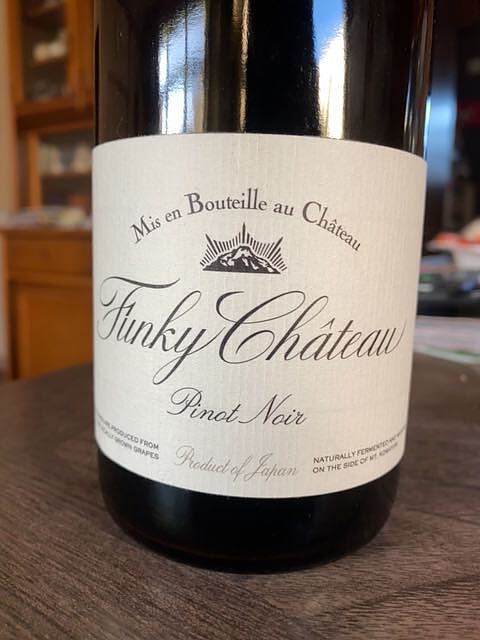 Mis en Bouteille au Château
Funky Château
Pinot Noir
PRODUCED FROM
GROWN GRAPES
Product of Japan
NATURALLY FERMENTED AND
ON THE SIDE OF MT.